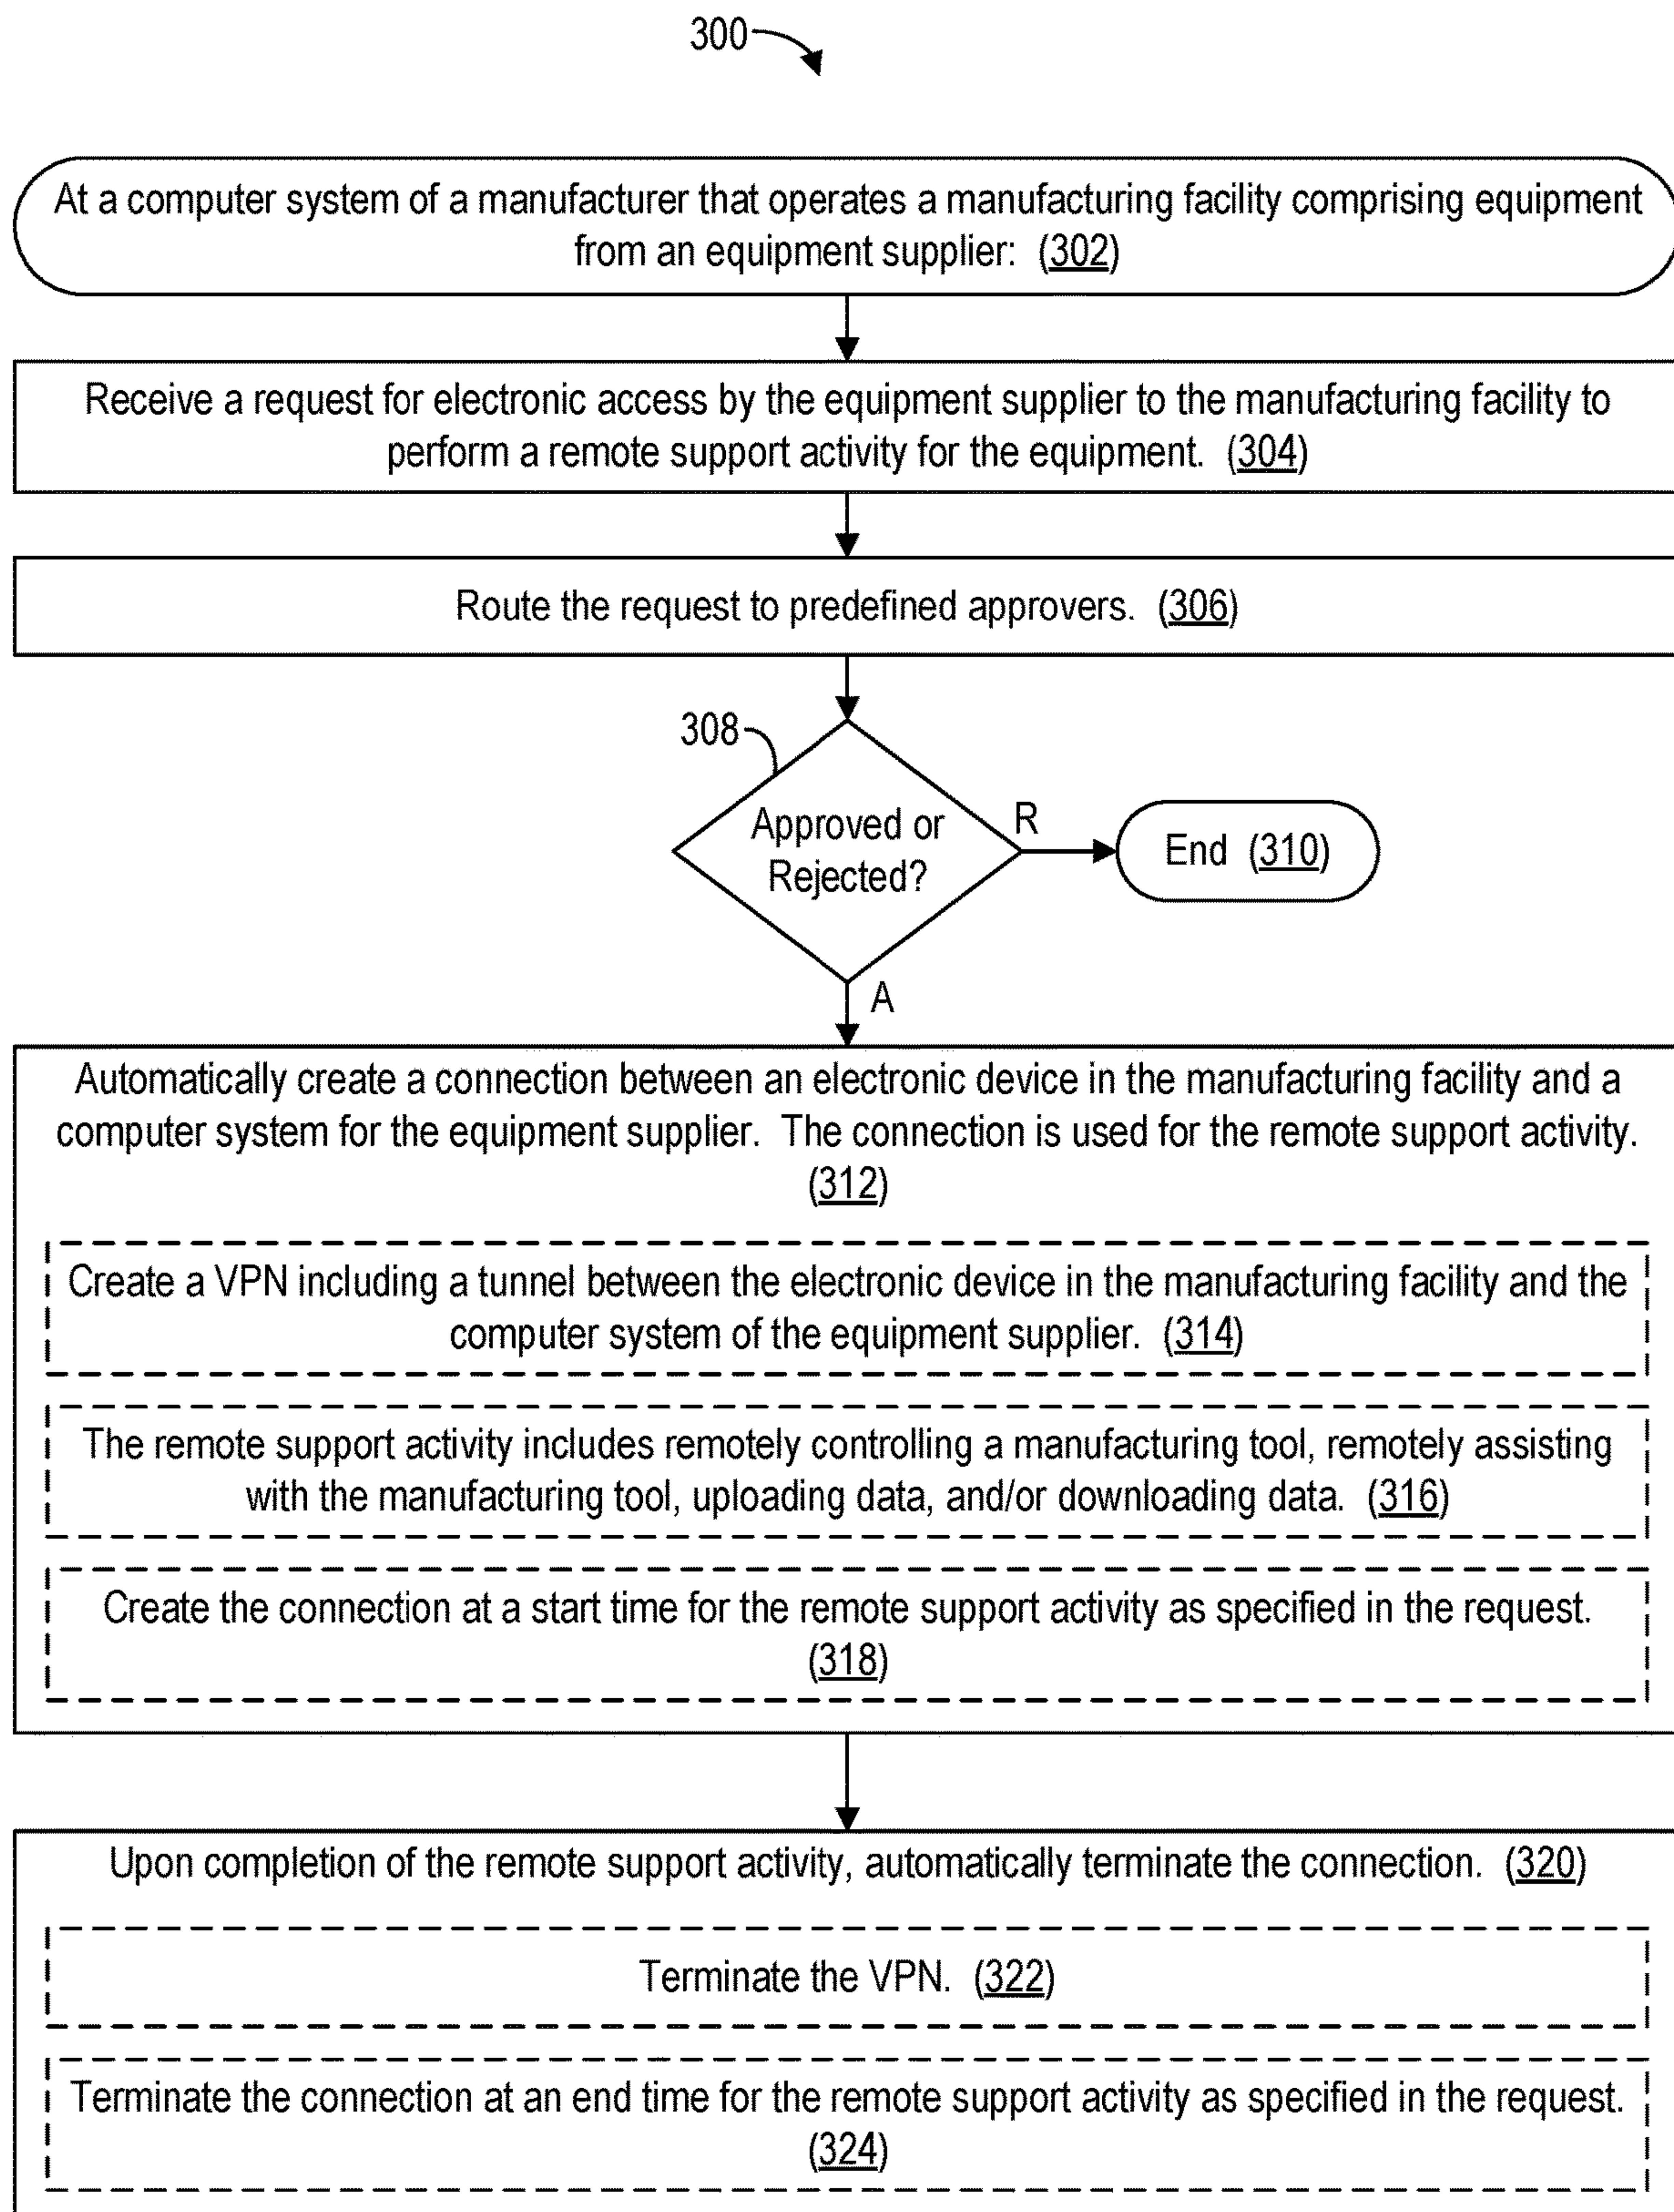 300
At a computer system of a manufacturer that operates a manufacturing facility comprising equipment
from an equipment supplier: (302)
Receive a request for electronic access by the equipment supplier to the manufacturing facility to
perform a remote support activity for the equipment. (304)
Route the request to predefined approvers. (306)
308
Approved or
Rejected?
R
End (310)
A
Automatically create a connection between an electronic device in the manufacturing facility and a
computer system for the equipment supplier. The connection is used for the remote support activity.
(312)
Create a VPN including a tunnel between the electronic device in the manufacturing facility and the
computer system of the equipment supplier. (314)
The remote support activity includes remotely controlling a manufacturing tool, remotely assisting
with the manufacturing tool, uploading data, and/or downloading data. (316)
Create the connection at a start time for the remote support activity as specified in the request.
(318)
Upon completion of the remote support activity, automatically terminate the connection. (320)
Terminate the VPN. (322)
Terminate the connection at an end time for the remote support activity as specified in the request.
(324)